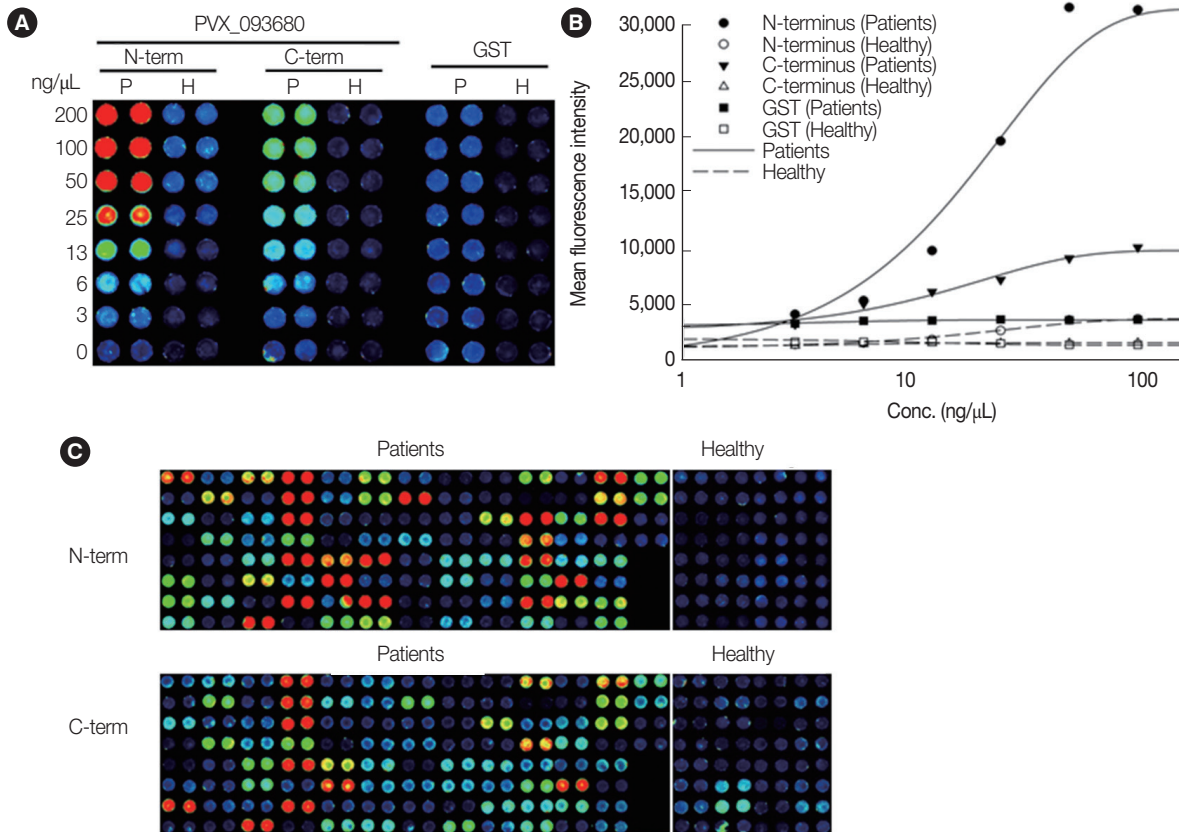 A
PVX_093680
N-term C-term GST
ng/μL P H P H P H
200
100
50
25
13
6
3
0
B
30,000
25,000
20,000
15,000
10,000
5,000
0
Mean fluorescence intensity
N-terminus (Patients)
N-terminus (Healthy)
C-terminus (Patients)
C-terminus (Healthy)
GST (Patients)
GST (Healthy)
Patients
Healthy
1 10 100
Conc. (ng/μL)
C
Patients Healthy
N-term
Patients Healthy
C-term